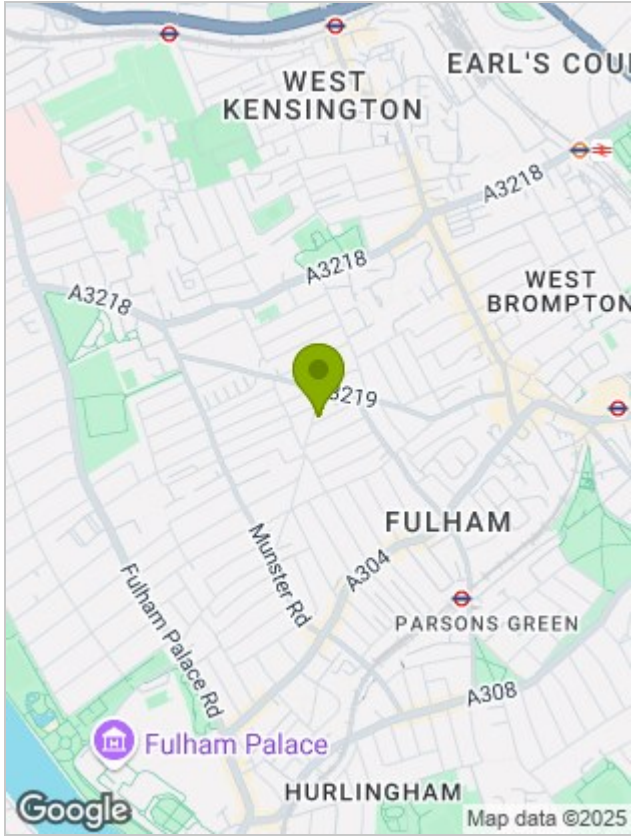 WEST
KENSINGTON
EARL'S COU
A3218
A3218
WEST
BROMPTON
A3218
3219
FULHAM
A304
Munster Rd
PARSONS GREEN
Fulham Palace Rd
A308
Fulham Palace
HURLINGHAM
Google
Map data ©2025